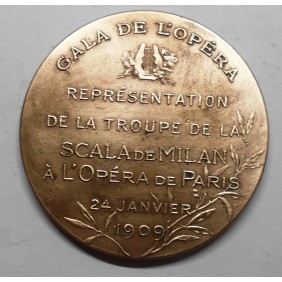 GALA DE L'OPÉRA
REPRÉSENTATION
DE LA TROUPE DE LA
SCALA DE MILAN
À L'OPÉRA DE PARIS
24 JANVIER
1909